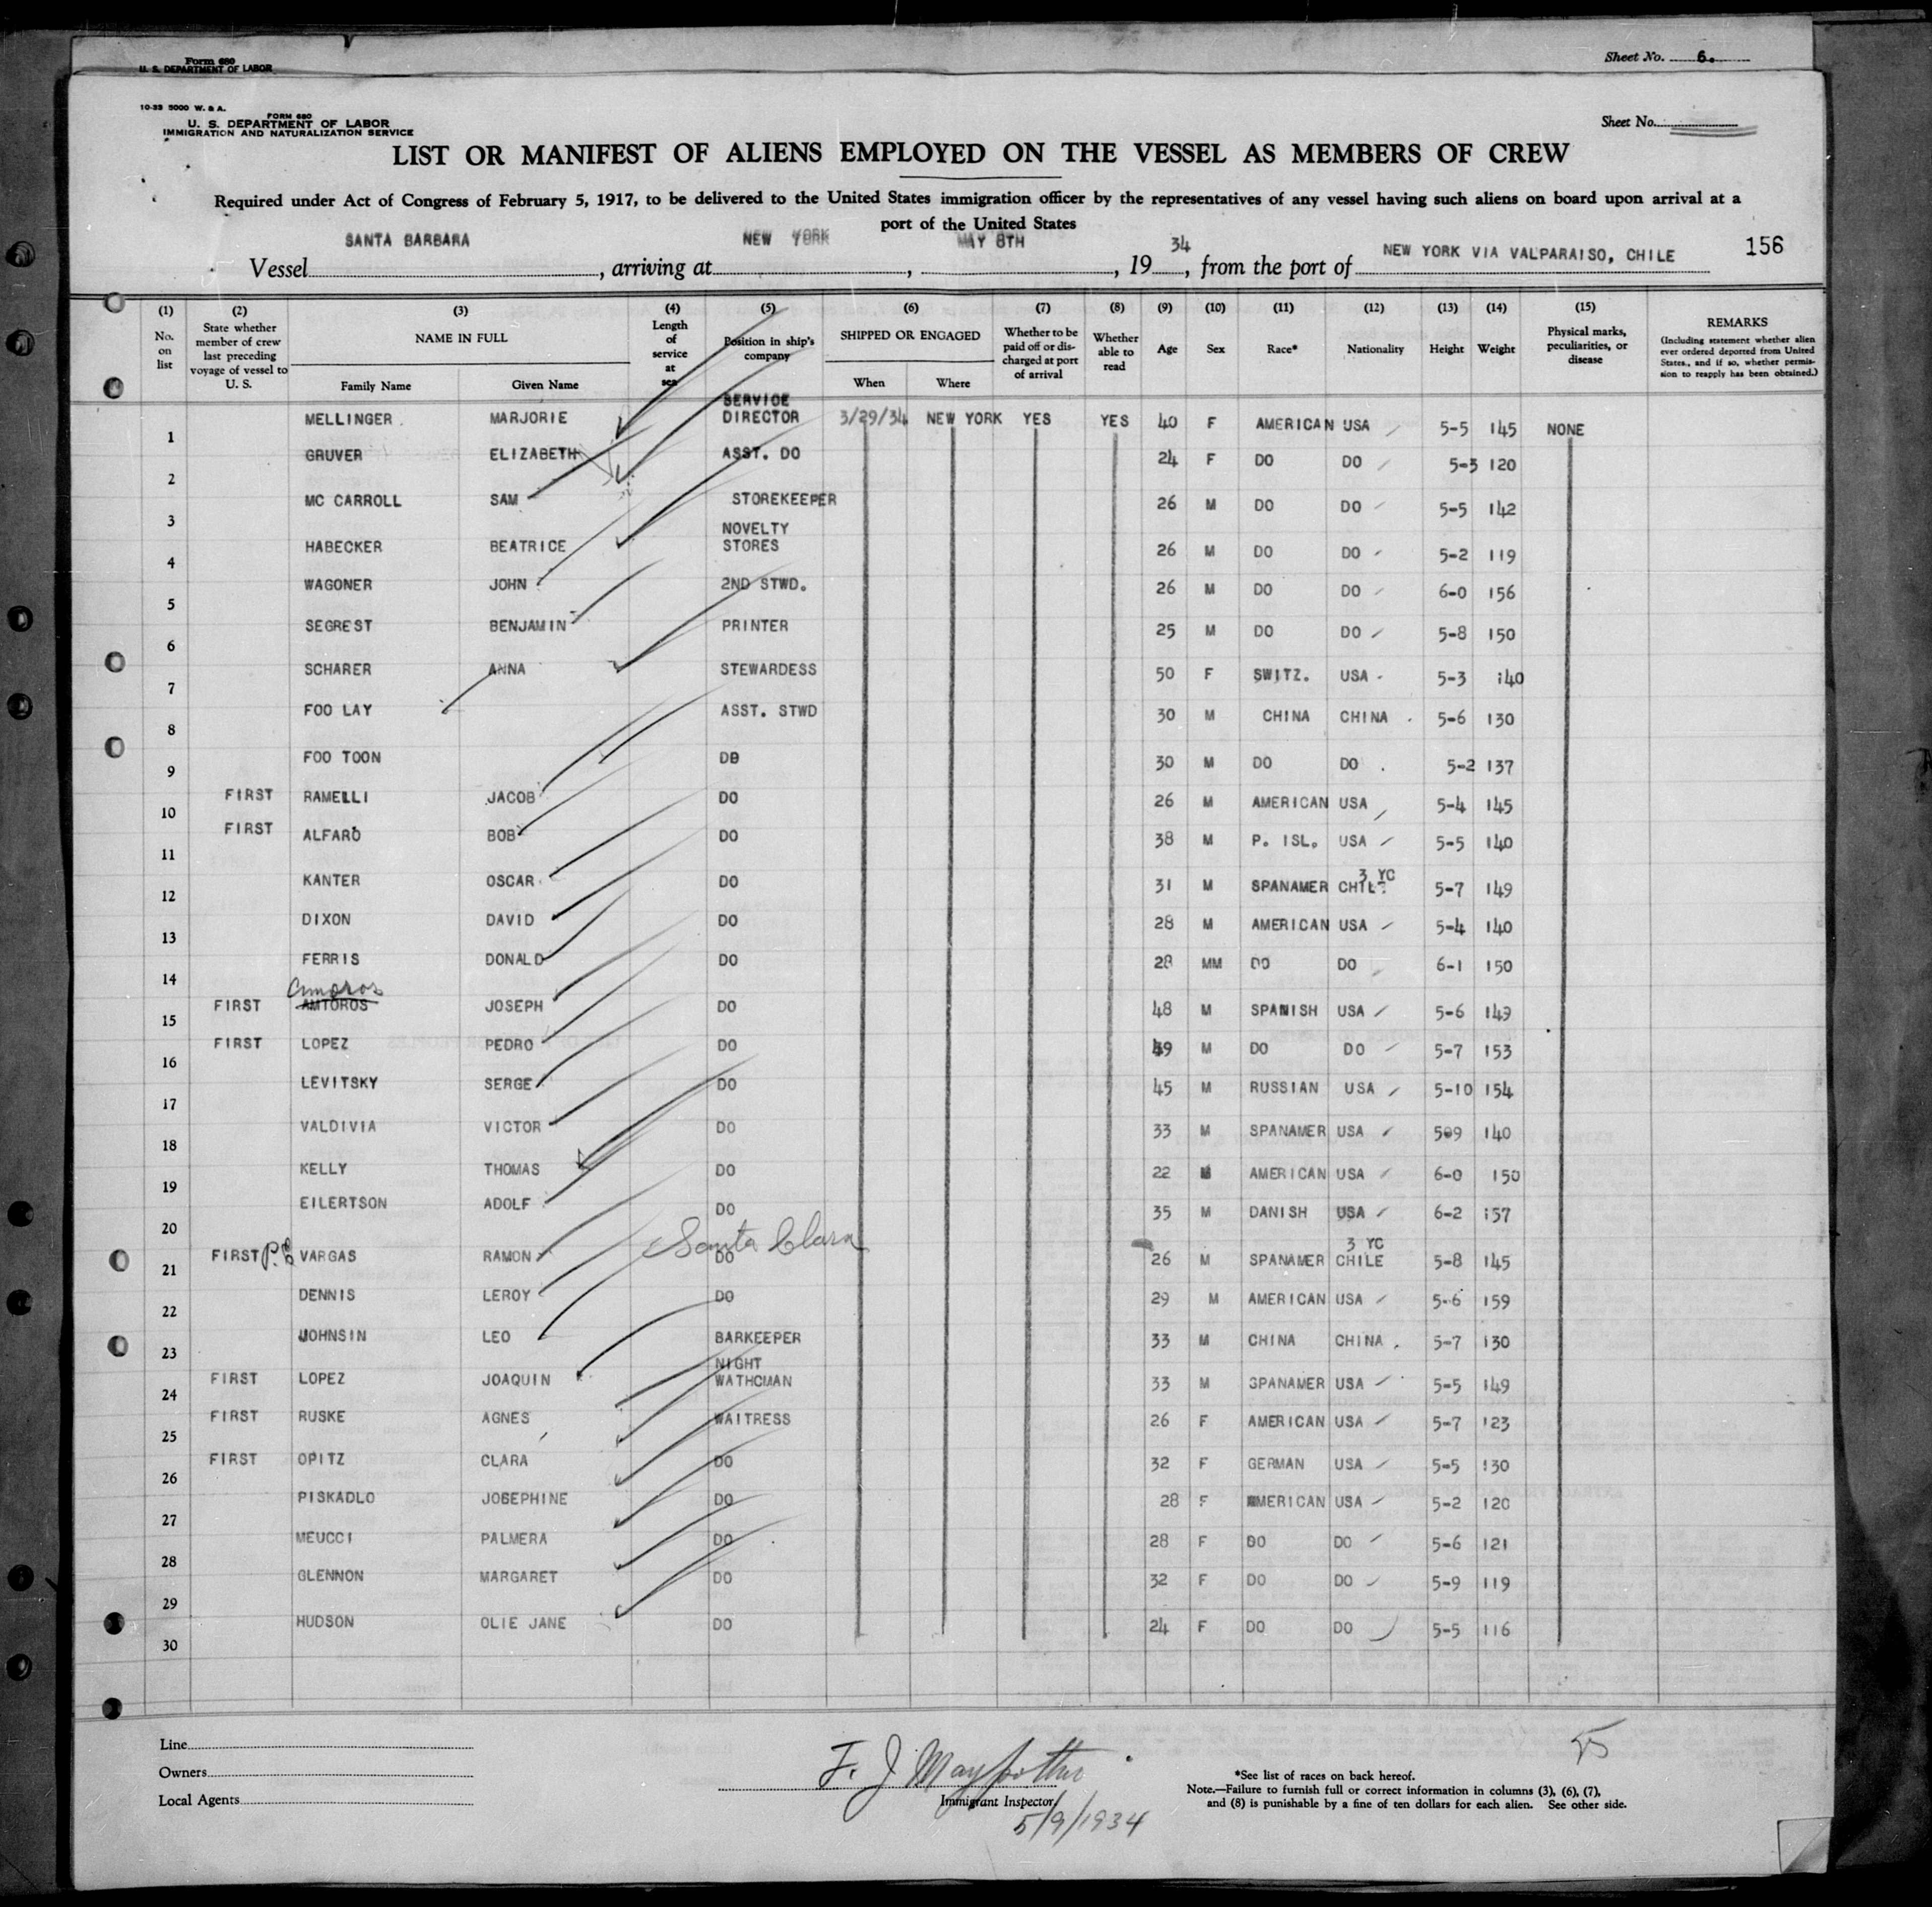 Form 680
U. S. DEPARTMENT OF LABOR
Sheet No. 6.
10-33 5000 W. & A.
FORM 680
U. S. DEPARTMENT OF LABOR
IMMIGRATION AND NATURALIZATION SERVICE
Sheet No.
LIST OR MANIFEST OF ALIENS EMPLOYED ON THE VESSEL AS MEMBERS OF CREW
Required under Act of Congress of February 5, 1917, to be delivered to the United States immigration officer by the representatives of any vessel having such aliens on board upon arrival at a
port of the United States
Vessel SANTA BARBARA, arriving at NEW YORK, MAY 8TH, 1934, from the port of NEW YORK VIA VALPARAISO, CHILE 156
(1) (2) (3) (4) (5) (6) (7) (8) (9) (10) (11) (12) (13) (14) (15)
No. on list
State whether member of crew last preceding voyage of vessel to U. S.
NAME IN FULL
Family Name Given Name
Length of service at sea
Position in ship's company
SHIPPED OR ENGAGED
When Where
Whether to be paid off or discharged at port of arrival
Whether able to read
Age Sex Race* Nationality Height Weight
Physical marks, peculiarities, or disease
REMARKS
(Including statement whether alien ever ordered deported from United States., and if so, whether permission to reapply has been obtained.)
1 MELLINGER MARJORIE SERVICE DIRECTOR 3/29/34 NEW YORK YES YES 40 F AMERICAN USA 5-5 145 NONE
2 GRUVER ELIZABETH ASST. DO 24 F DO DO 5-3 120
3 MC CARROLL SAM STOREKEEPER 26 M DO DO 5-5 142
4 HABECKER BEATRICE NOVELTY STORES 26 M DO DO 5-2 119
5 WAGONER JOHN 2ND STWD. 26 M DO DO 6-0 156
6 SEGREST BENJAMIN PRINTER 25 M DO DO 5-8 150
7 SCHARER ANNA STEWARDESS 50 F SWITZ. USA 5-3 140
8 FOO LAY ASST. STWD 30 M CHINA CHINA 5-6 130
9 FOO TOON DO 30 M DO DO 5-2 137
10 FIRST RAMELLI JACOB DO 26 M AMERICAN USA 5-4 145
11 FIRST ALFARO BOB DO 38 M P. ISL. USA 5-5 140
12 KANTER OSCAR DO 31 M SPANAMER CHILE 3 YC 5-7 149
13 DIXON DAVID DO 28 M AMERICAN USA 5-4 140
14 FERRIS DONALD DO 28 MM DO DO 6-1 150
Amoros
15 FIRST AMTOROS JOSEPH DO 48 M SPANISH USA 5-6 149
16 FIRST LOPEZ PEDRO DO 49 M DO DO 5-7 153
17 LEVITSKY SERGE DO 45 M RUSSIAN USA 5-10 154
18 VALDIVIA VICTOR DO 33 M SPANAMER USA 509 140
19 KELLY THOMAS DO 22 M AMERICAN USA 6-0 150
20 EILERTSON ADOLF DO 35 M DANISH USA 6-2 157
Santa Clara
21 FIRST VARGAS RAMON DO 26 M SPANAMER CHILE 3 YC 5-8 145
22 DENNIS LEROY DO 29 M AMERICAN USA 5-6 159
23 JOHNSIN LEO BARKEEPER 33 M CHINA CHINA 5-7 130
24 FIRST LOPEZ JOAQUIN NIGHT WATHCMAN 33 M SPANAMER USA 5-5 149
25 FIRST RUSKE AGNES WAITRESS 26 F AMERICAN USA 5-7 123
26 FIRST OPITZ CLARA DO 32 F GERMAN USA 5-5 130
27 PISKADLO JOSEPHINE DO 28 F AMERICAN USA 5-2 120
28 MEUCCI PALMERA DO 28 F DO DO 5-6 121
29 GLENNON MARGARET DO 32 F DO DO 5-9 119
30 HUDSON OLIE JANE DO 24 F DO DO 5-5 116
Line
Owners
Local Agents
F. J.
Immigrant Inspector
5/9/1934
*See list of races on back hereof.
Note.—Failure to furnish full or correct information in columns (3), (6), (7),
and (8) is punishable by a fine of ten dollars for each alien. See other side.